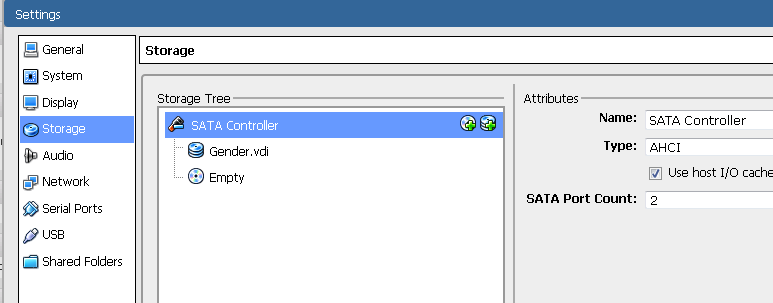 Settings
General
System
Display
Storage
Audio
Network
Serial Ports
USB
Shared Folders
Storage
Storage Tree
SATA Controller
Gender.vdi
Empty
Attributes
Name: SATA Controller
Type: AHCI
Use host I/O cache
SATA Port Count: 2